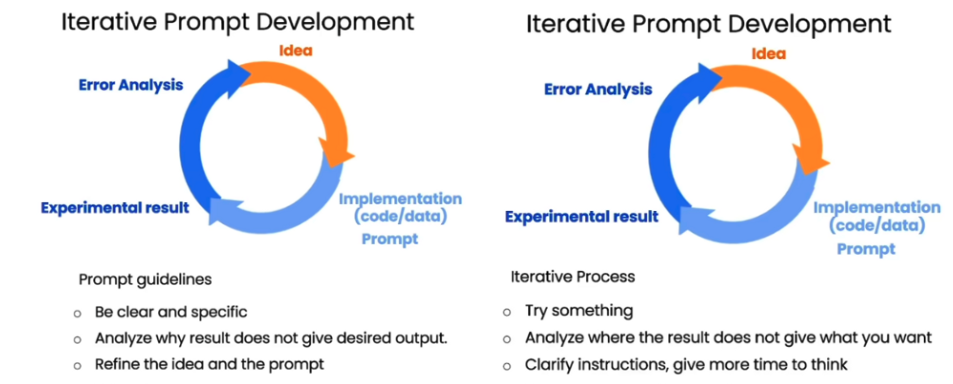 Iterative Prompt Development
Idea
Error Analysis
Experimental result
Implementation
(code/data)
Prompt
Prompt guidelines
Be clear and specific
Analyze why result does not give desired output.
Refine the idea and the prompt
Iterative Prompt Development
Idea
Error Analysis
Experimental result
Implementation
(code/data)
Prompt
Iterative Process
Try something
Analyze where the result does not give what you want
Clarify instructions, give more time to think